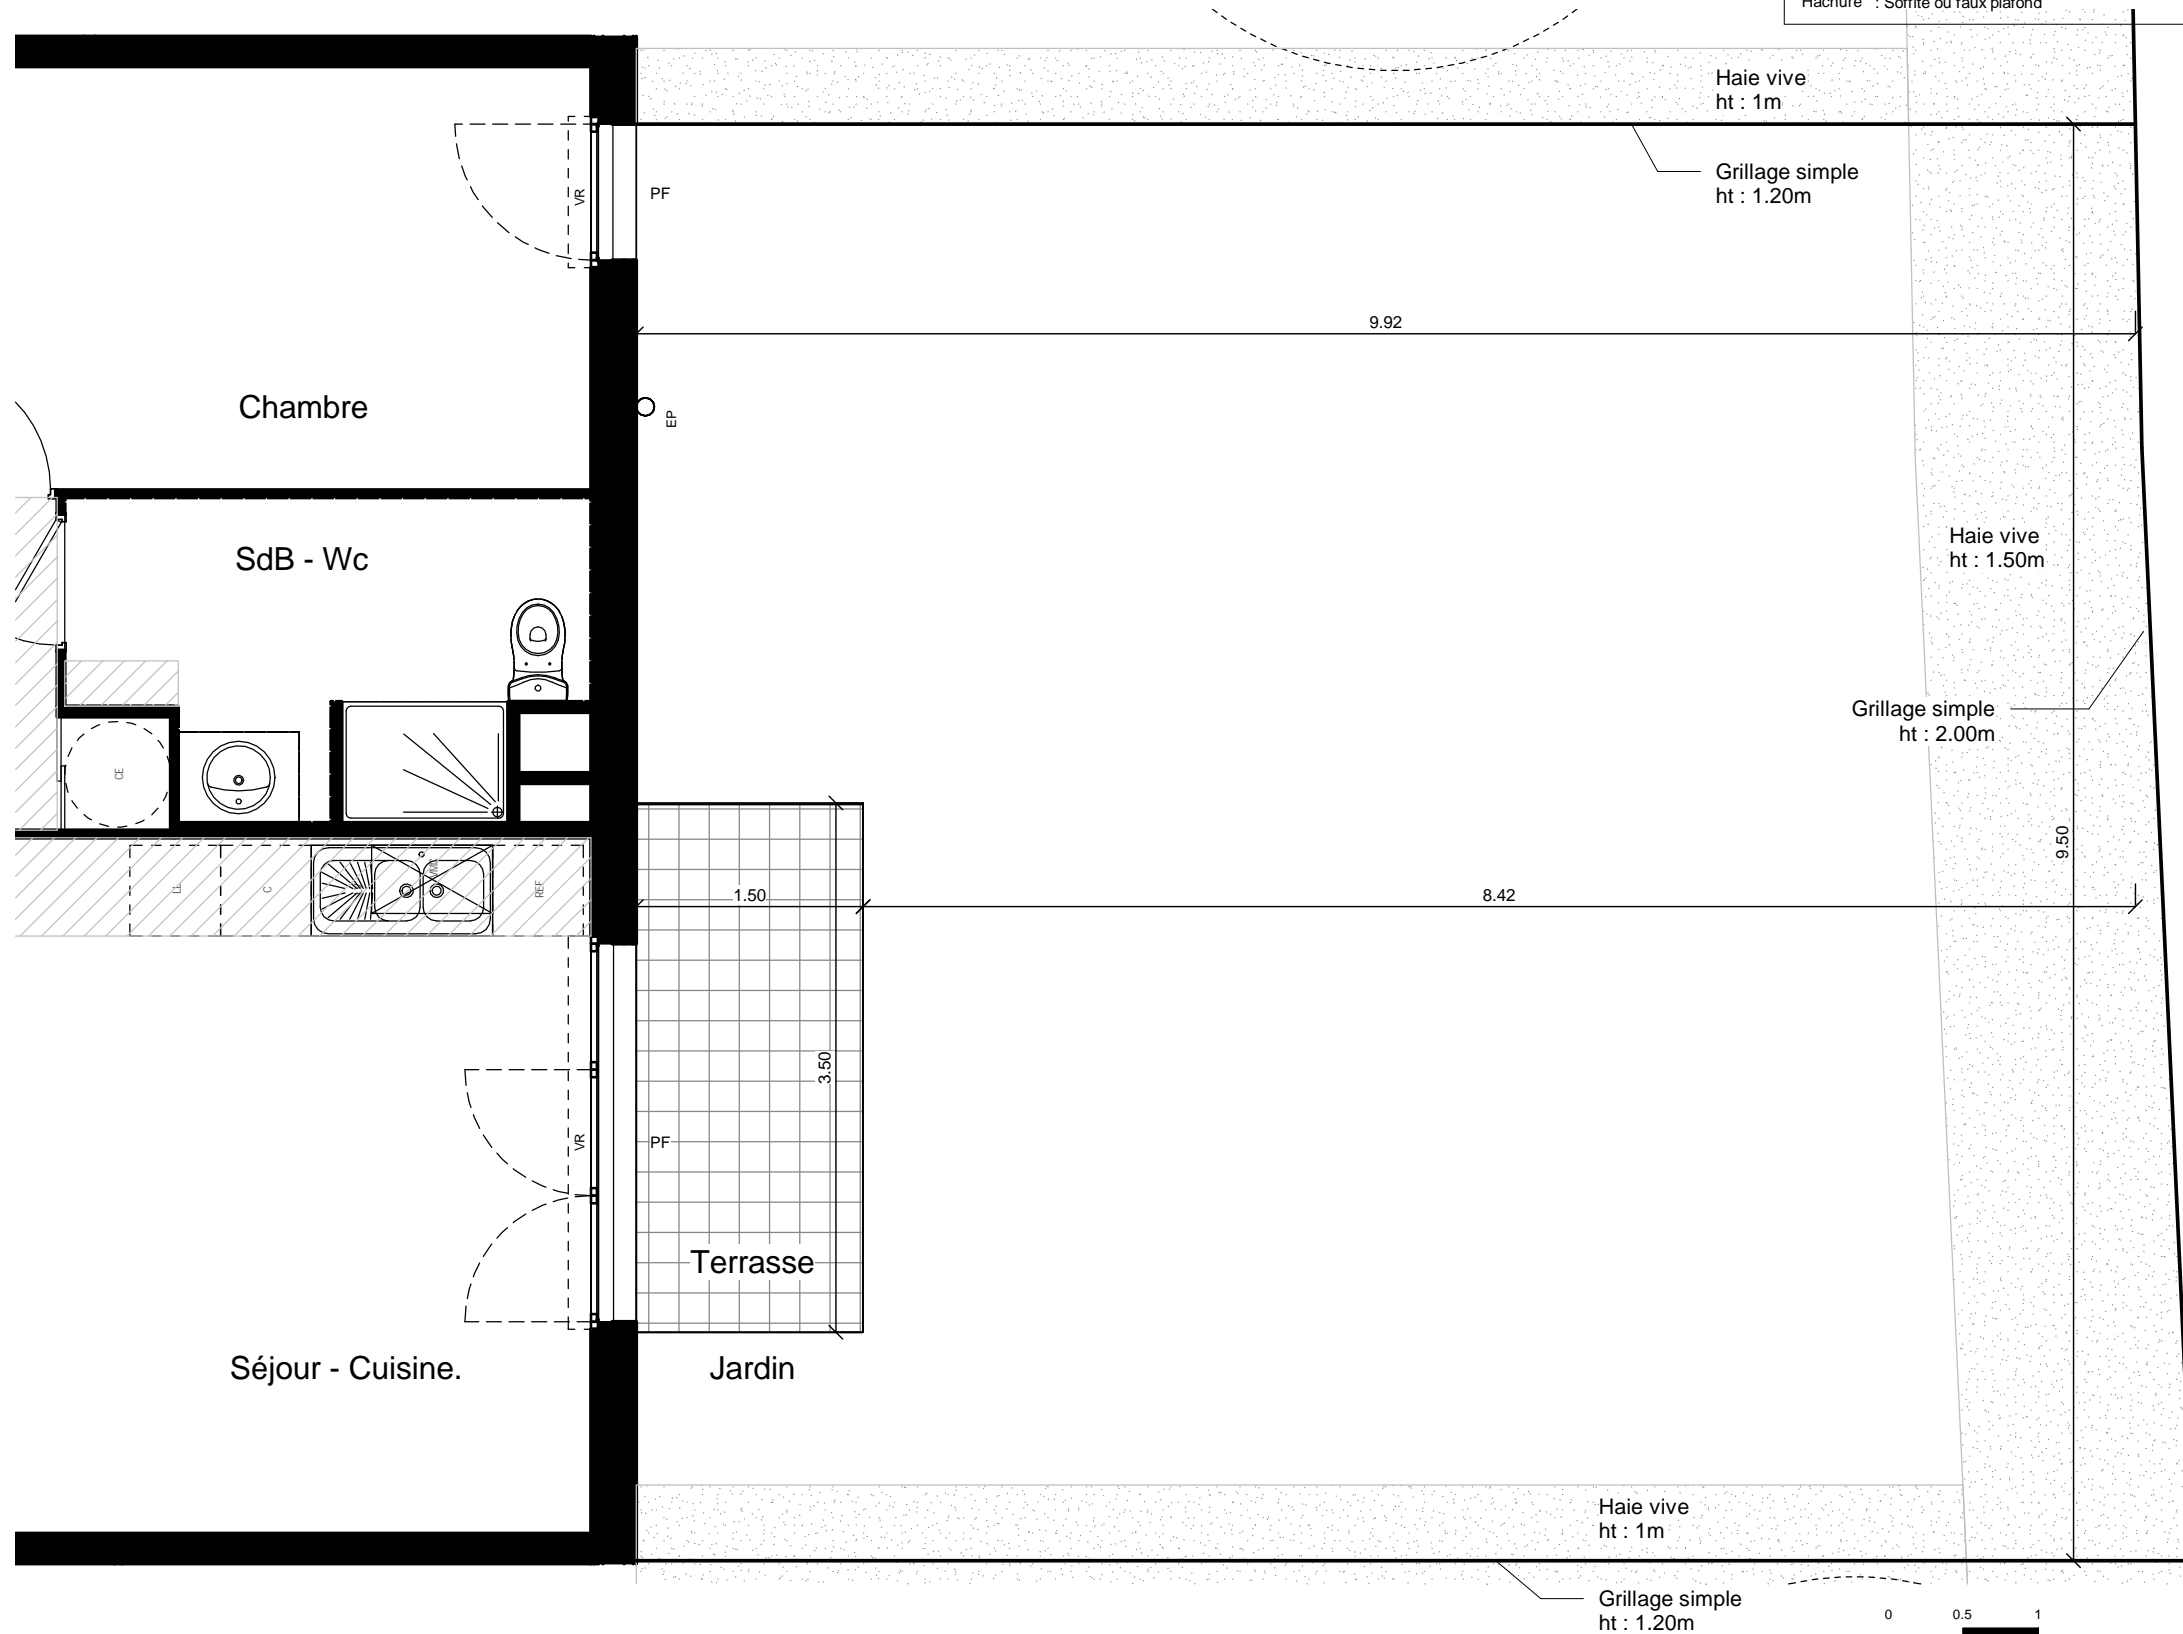 Hachure : Soffite ou faux plafond
Haie vive
ht : 1m
Grillage simple
ht : 1.20m
VR
PF
9.92
Chambre
EP
SdB - Wc
Haie vive
ht : 1.50m
Grillage simple
ht : 2.00m
CE
9.50
LL
C
VMC
REF
1.50
8.42
3.50
VR
PF
Terrasse
Séjour - Cuisine.
Jardin
Haie vive
ht : 1m
Grillage simple
ht : 1.20m
0 0.5 1